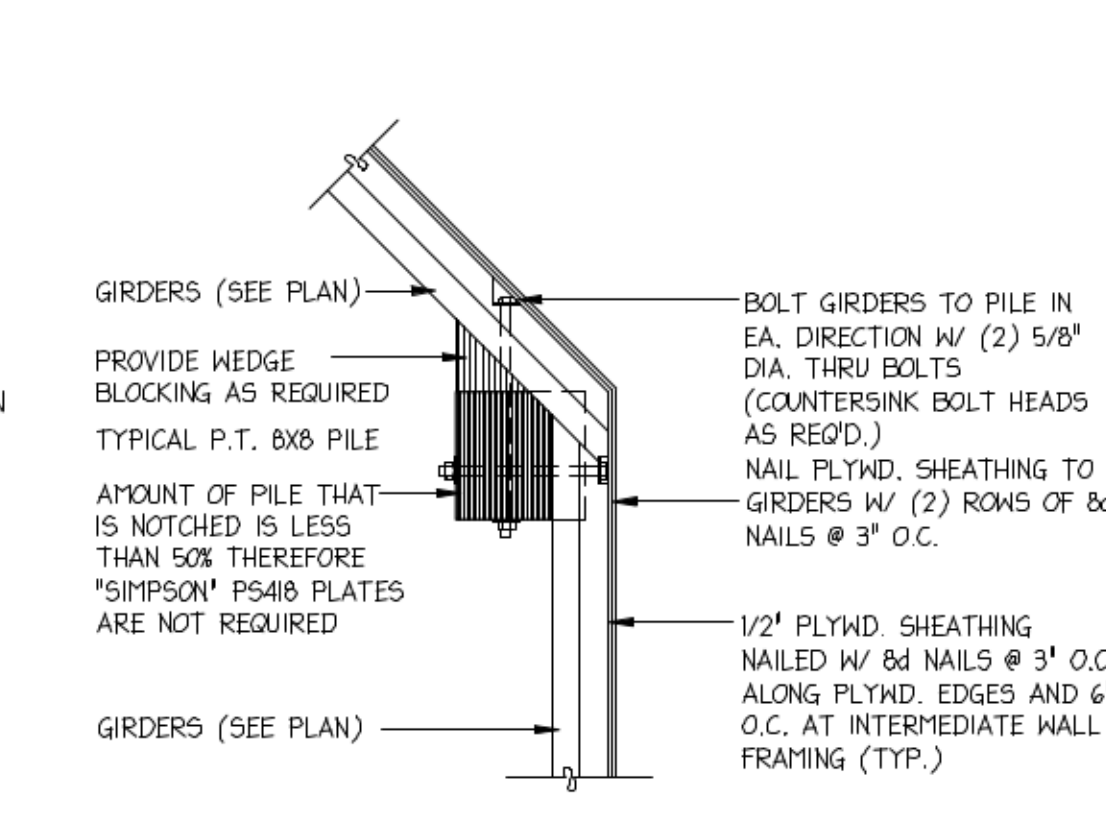 GIRDERS (SEE PLAN)
PROVIDE WEDGE
BLOCKING AS REQUIRED
N
TYPICAL P.T. 8X8 PILE
AMOUNT OF PILE THAT
IS NOTCHED IS LESS
THAN 50% THEREFORE
"SIMPSON' PS418 PLATES
ARE NOT REQUIRED
GIRDERS (SEE PLAN)
BOLT GIRDERS TO PILE IN
EA. DIRECTION W/ (2) 5/8"
DIA. THRU BOLTS
(COUNTERSINK BOLT HEADS
AS REQ'D.)
NAIL PLYWD. SHEATHING TO
GIRDERS W/ (2) ROWS OF 8d
NAILS @ 3" O.C.
1/2' PLYWD. SHEATHING
NAILED W/ 8d NAILS @ 3' O.C
ALONG PLYWD. EDGES AND 6
O.C. AT INTERMEDIATE WALL
FRAMING (TYP.)